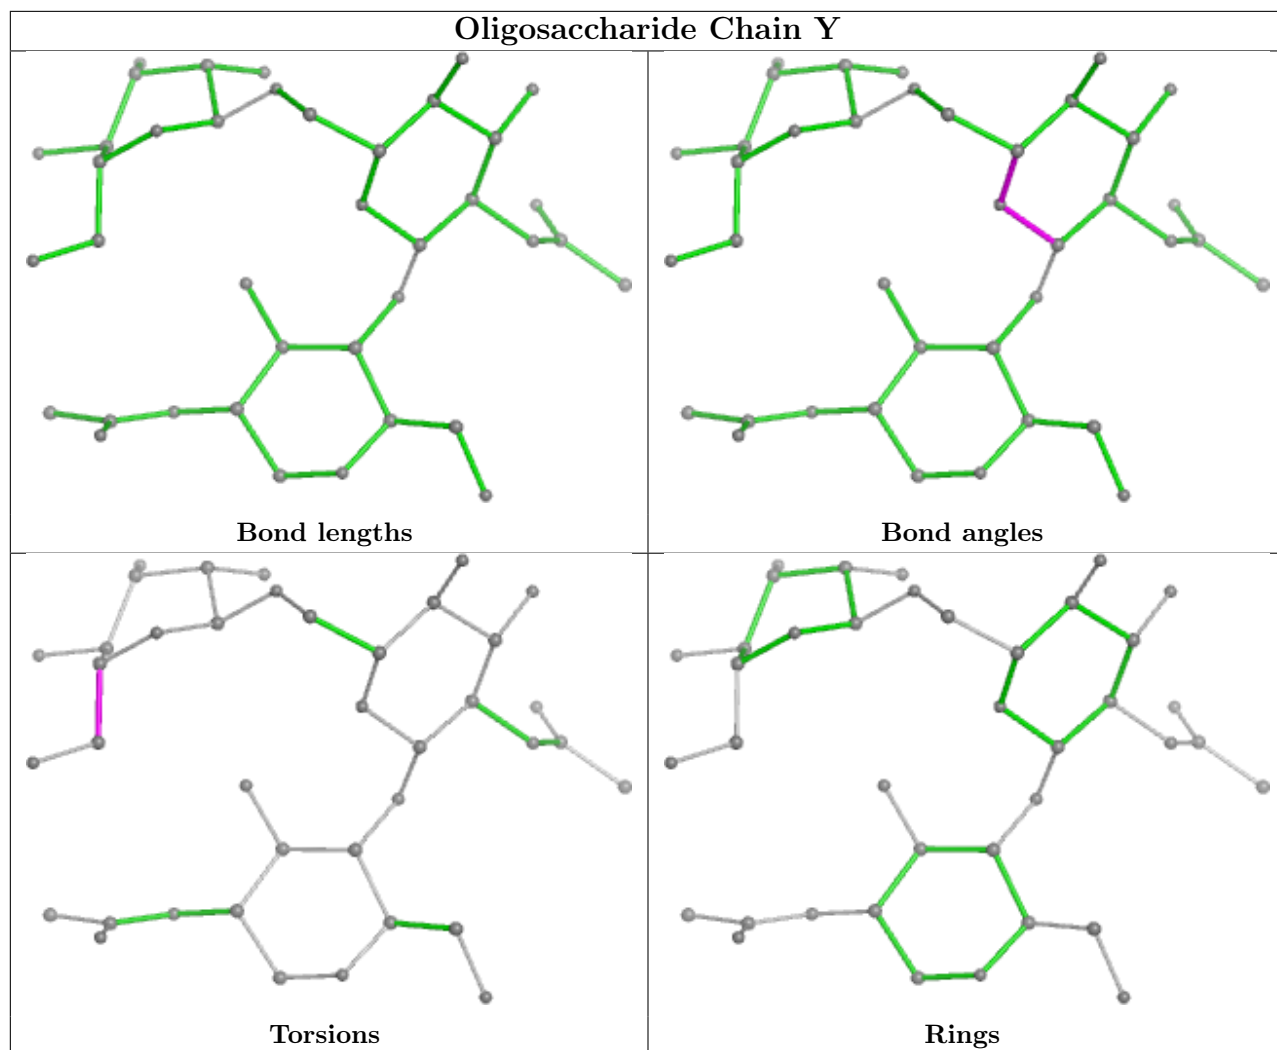 Oligosaccharide Chain Y
Bond lengths
Bond angles
Torsions
Rings